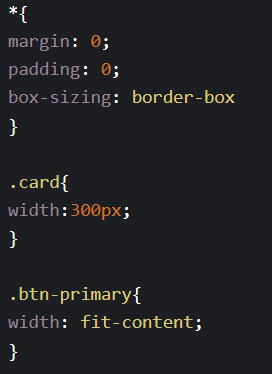 *{
margin: 0;
padding: 0;
box-sizing: border-box
}
.card{
width:300px;
}
.btn-primary{
width: fit-content;
}